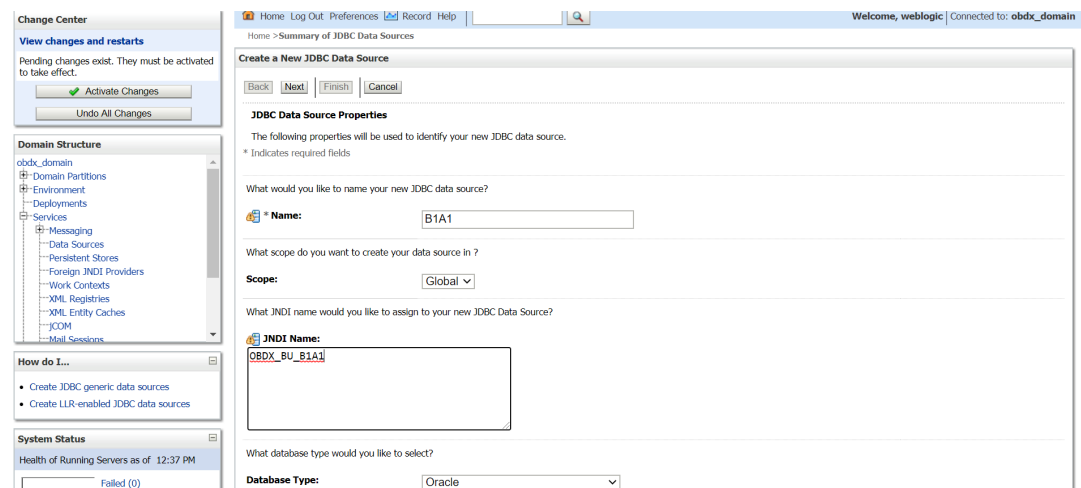 Change Center
View changes and restarts
Pending changes exist. They must be activated
to take effect.
Activate Changes
Undo All Changes
Domain Structure
obdx_domain
Domain Partitions
Environment
Deployments
Services
Messaging
Data Sources
Persistent Stores
Foreign JNDI Providers
Work Contexts
XML Registries
XML Entity Caches
jCOM
Mail Sessions
How do I...
Create JDBC generic data sources
Create LLR-enabled JDBC data sources
System Status
Health of Running Servers as of 12:37 PM
Failed (0)
Home Log Out Preferences Record Help
Welcome, weblogic Connected to: obdx_domain
Home >Summary of JDBC Data Sources
Create a New JDBC Data Source
Back Next Finish Cancel
JDBC Data Source Properties
The following properties will be used to identify your new JDBC data source.
* Indicates required fields
What would you like to name your new JDBC data source?
* Name: B1A1
What scope do you want to create your data source in ?
Scope: Global
What JNDI name would you like to assign to your new JDBC Data Source?
JNDI Name:
OBDX_BU_B1A1
What database type would you like to select?
Database Type: Oracle